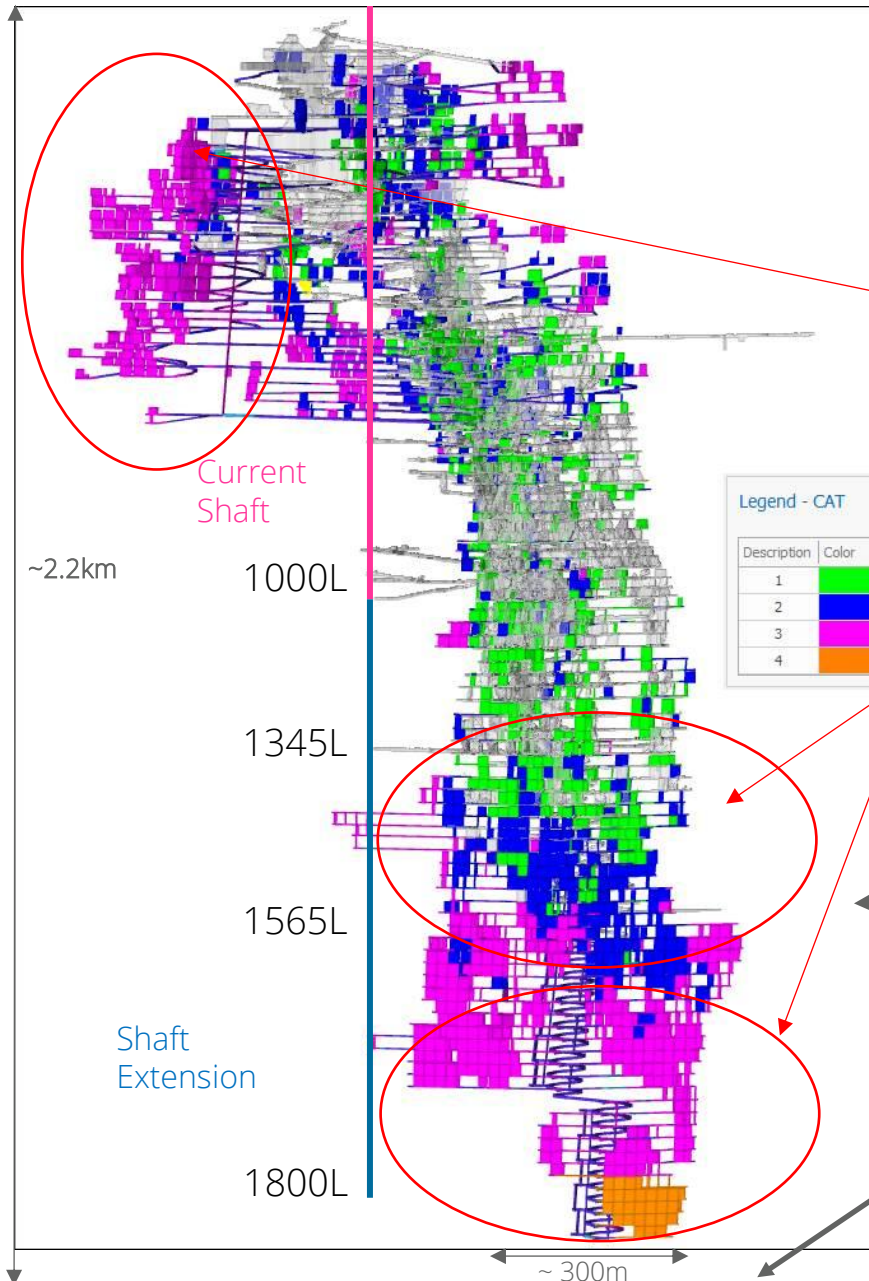 Current
Shaft
~2.2km
1000L
Legend - CAT
Description Color
1
2
3
4
1345L
1565L
Shaft
Extension
1800L
~ 300m